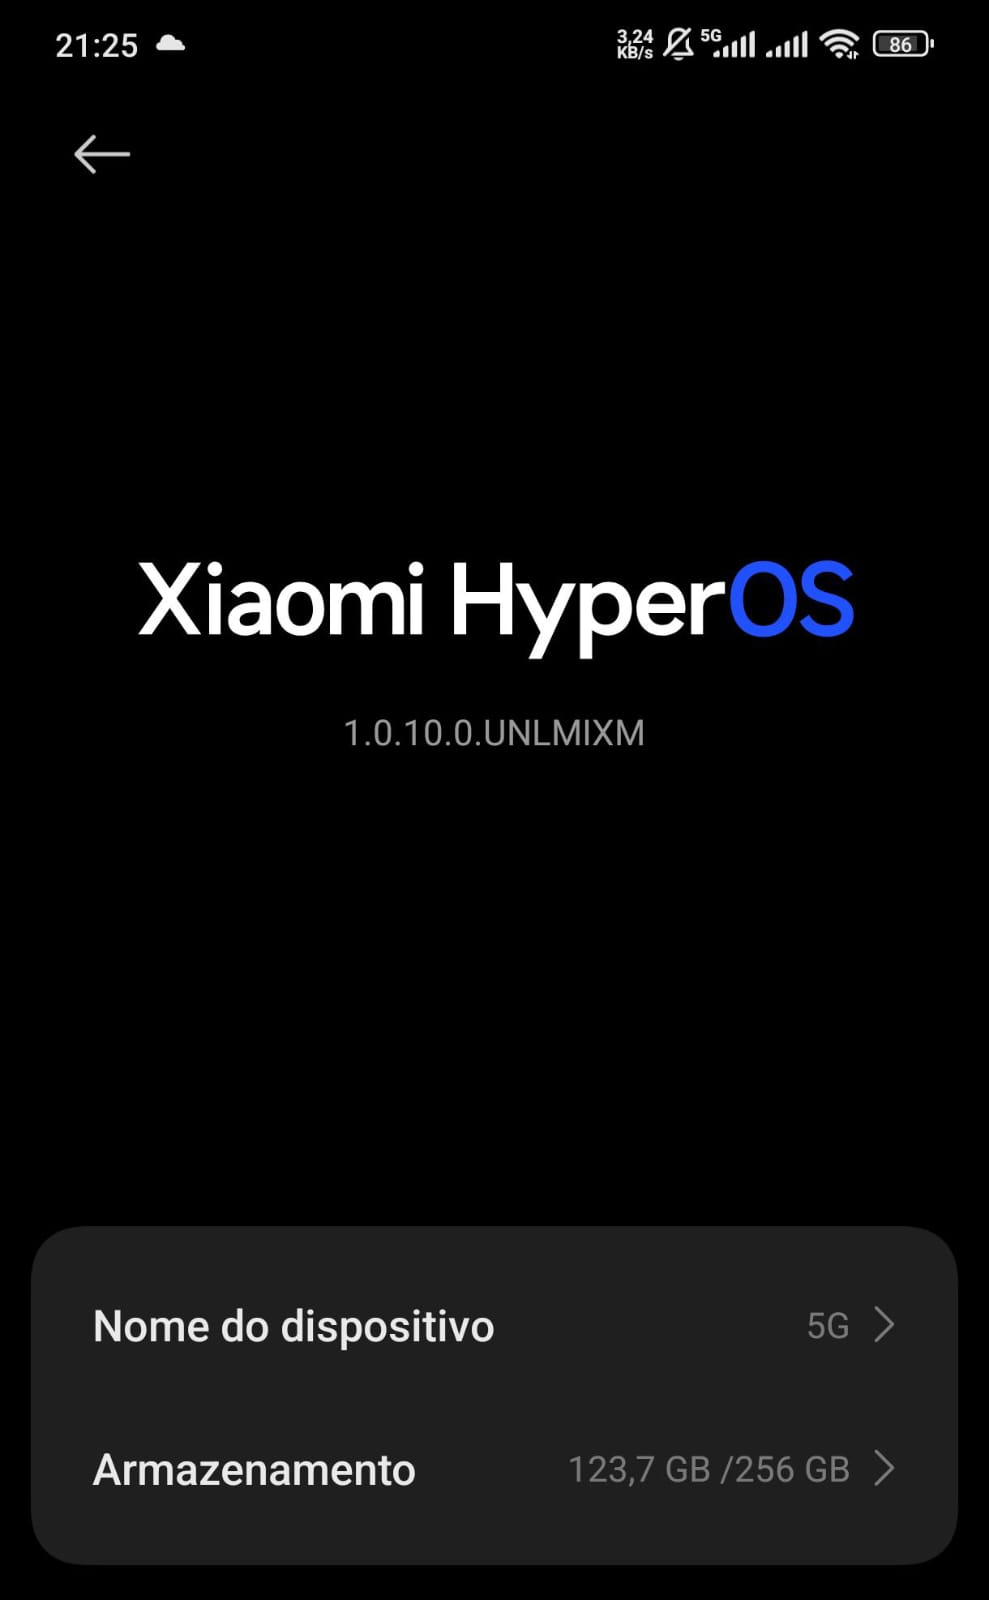 21:25
3,24
KB/s
5G
86
Xiaomi HyperOS
1.0.10.0.UNLMIXM
Nome do dispositivo 5G
Armazenamento 123,7 GB /256 GB